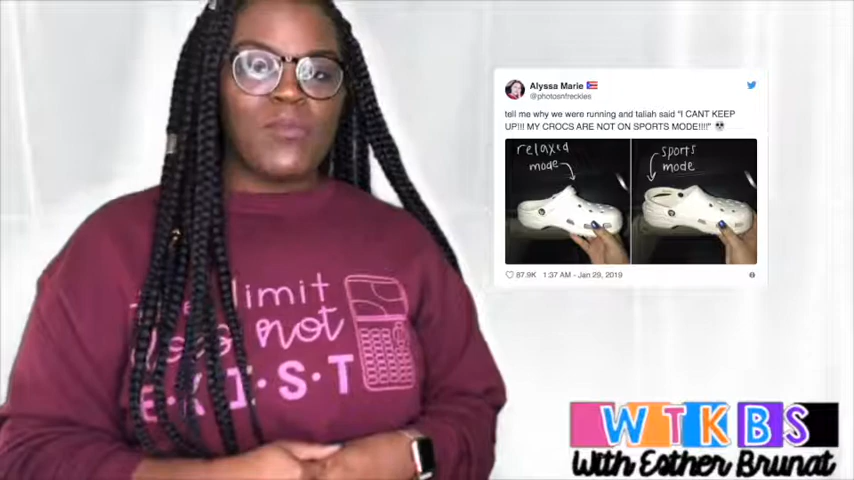 Alyssa Marie 🇵🇷
@photosnfreckles
tell me why we were running and taliah said "I CANT KEEP
UP!!! MY CROCS ARE NOT ON SPORTS MODE!!!!" 💀
relaxed
mode
sports
mode
87.9K 1:37 AM - Jan 29, 2019
limit
not
WTKBS
With Esther Brunat